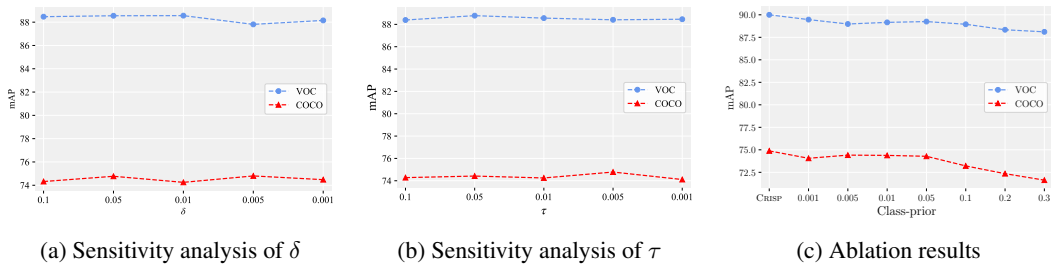 88
86
84
82
80
78
76
74
mAP
VOC
COCO
0.1 0.05 0.01 0.005 0.001
δ
(a) Sensitivity analysis of δ
88
86
84
82
80
78
76
74
mAP
VOC
COCO
0.1 0.05 0.01 0.005 0.001
τ
(b) Sensitivity analysis of τ
90.0
87.5
85.0
82.5
80.0
77.5
75.0
72.5
mAP
VOC
COCO
CRISP 0.001 0.005 0.01 0.05 0.1 0.2 0.3
Class-prior
(c) Ablation results